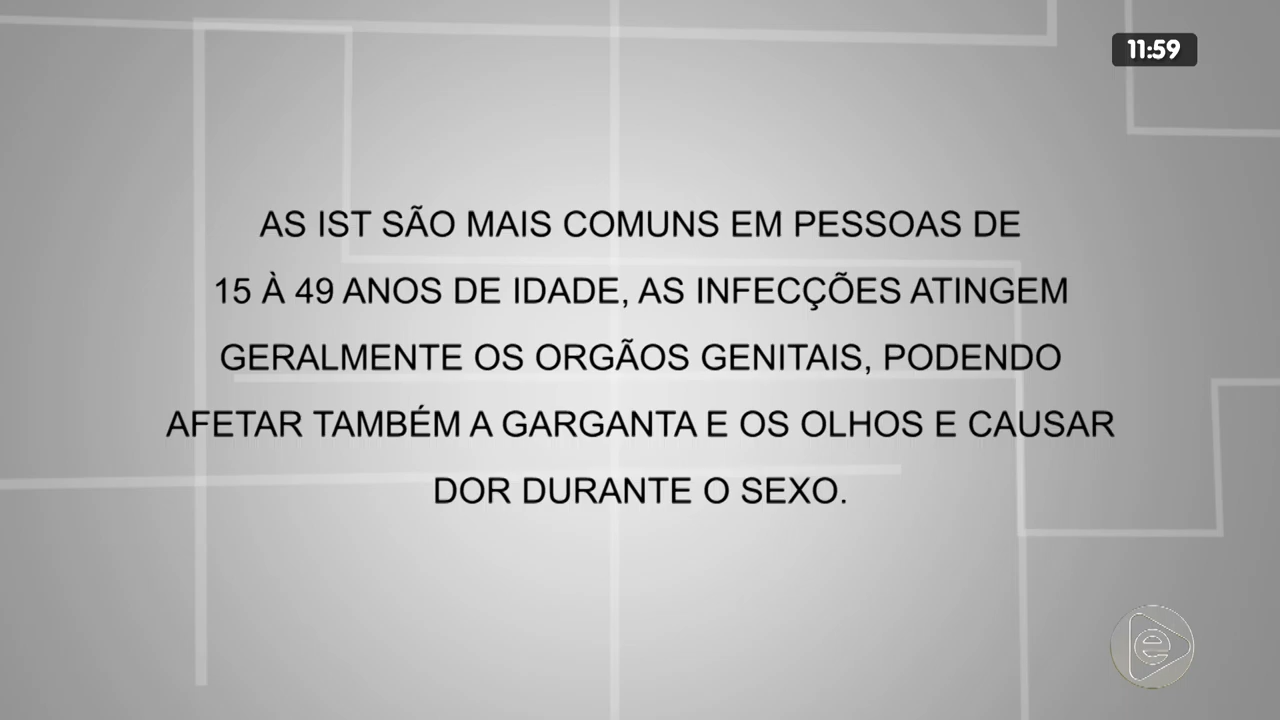 11:59
AS IST SÃO MAIS COMUNS EM PESSOAS DE
15 À 49 ANOS DE IDADE, AS INFECÇÕES ATINGEM
GERALMENTE OS ORGÃOS GENITAIS, PODENDO
AFETAR TAMBÉM A GARGANTA E OS OLHOS E CAUSAR
DOR DURANTE O SEXO.
e